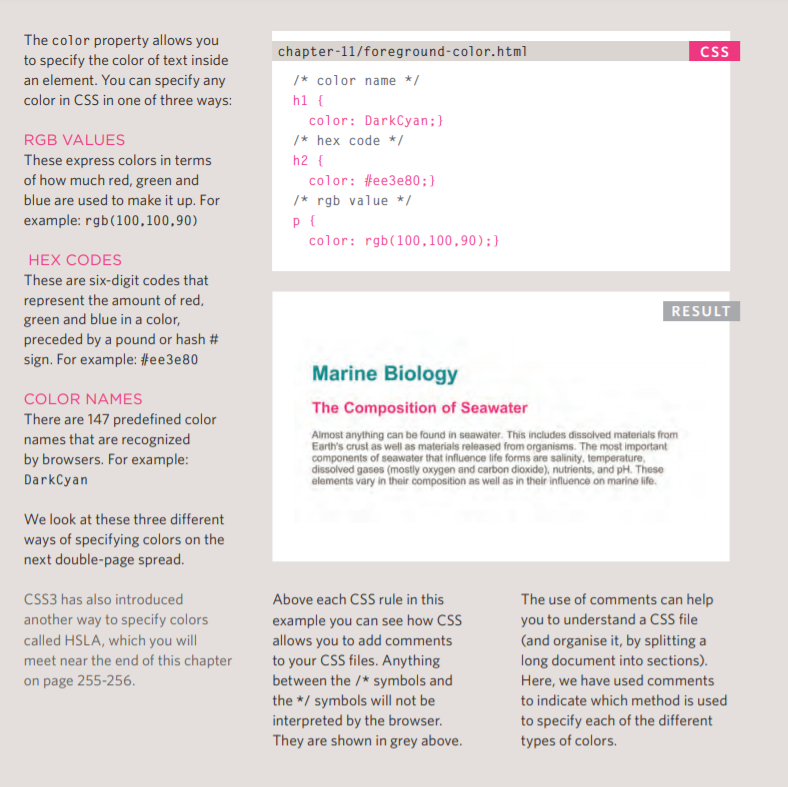 The color property allows you
to specify the color of text inside
an element. You can specify any
color in CSS in one of three ways:
RGB VALUES
These express colors in terms
of how much red, green and
blue are used to make it up. For
example: rgb(100,100,90)
HEX CODES
These are six-digit codes that
represent the amount of red,
green and blue in a color,
preceded by a pound or hash #
sign. For example: #ee3e80
COLOR NAMES
There are 147 predefined color
names that are recognized
by browsers. For example:
DarkCyan
We look at these three different
ways of specifying colors on the
next double-page spread.
CSS3 has also introduced
another way to specify colors
called HSLA, which you will
meet near the end of this chapter
on page 255-256.
chapter-11/foreground-color.html
CSS
/* color name */
h1 {
color: DarkCyan;}
/* hex code */
h2 {
color: #ee3e80;}
/* rgb value */
p {
color: rgb(100,100,90);}
RESULT
Marine Biology
The Composition of Seawater
Almost anything can be found in seawater. This includes dissolved materials from
Earth's crust as well as materials released from organisms. The most important
components of seawater that influence life forms are salinity, temperature,
dissolved gases (mostly oxygen and carbon dioxide), nutrients, and pH. These
elements vary in their composition as well as in their influence on marine life.
Above each CSS rule in this
example you can see how CSS
allows you to add comments
to your CSS files. Anything
between the /* symbols and
the */ symbols will not be
interpreted by the browser.
They are shown in grey above.
The use of comments can help
you to understand a CSS file
(and organise it, by splitting a
long document into sections).
Here, we have used comments
to indicate which method is used
to specify each of the different
types of colors.